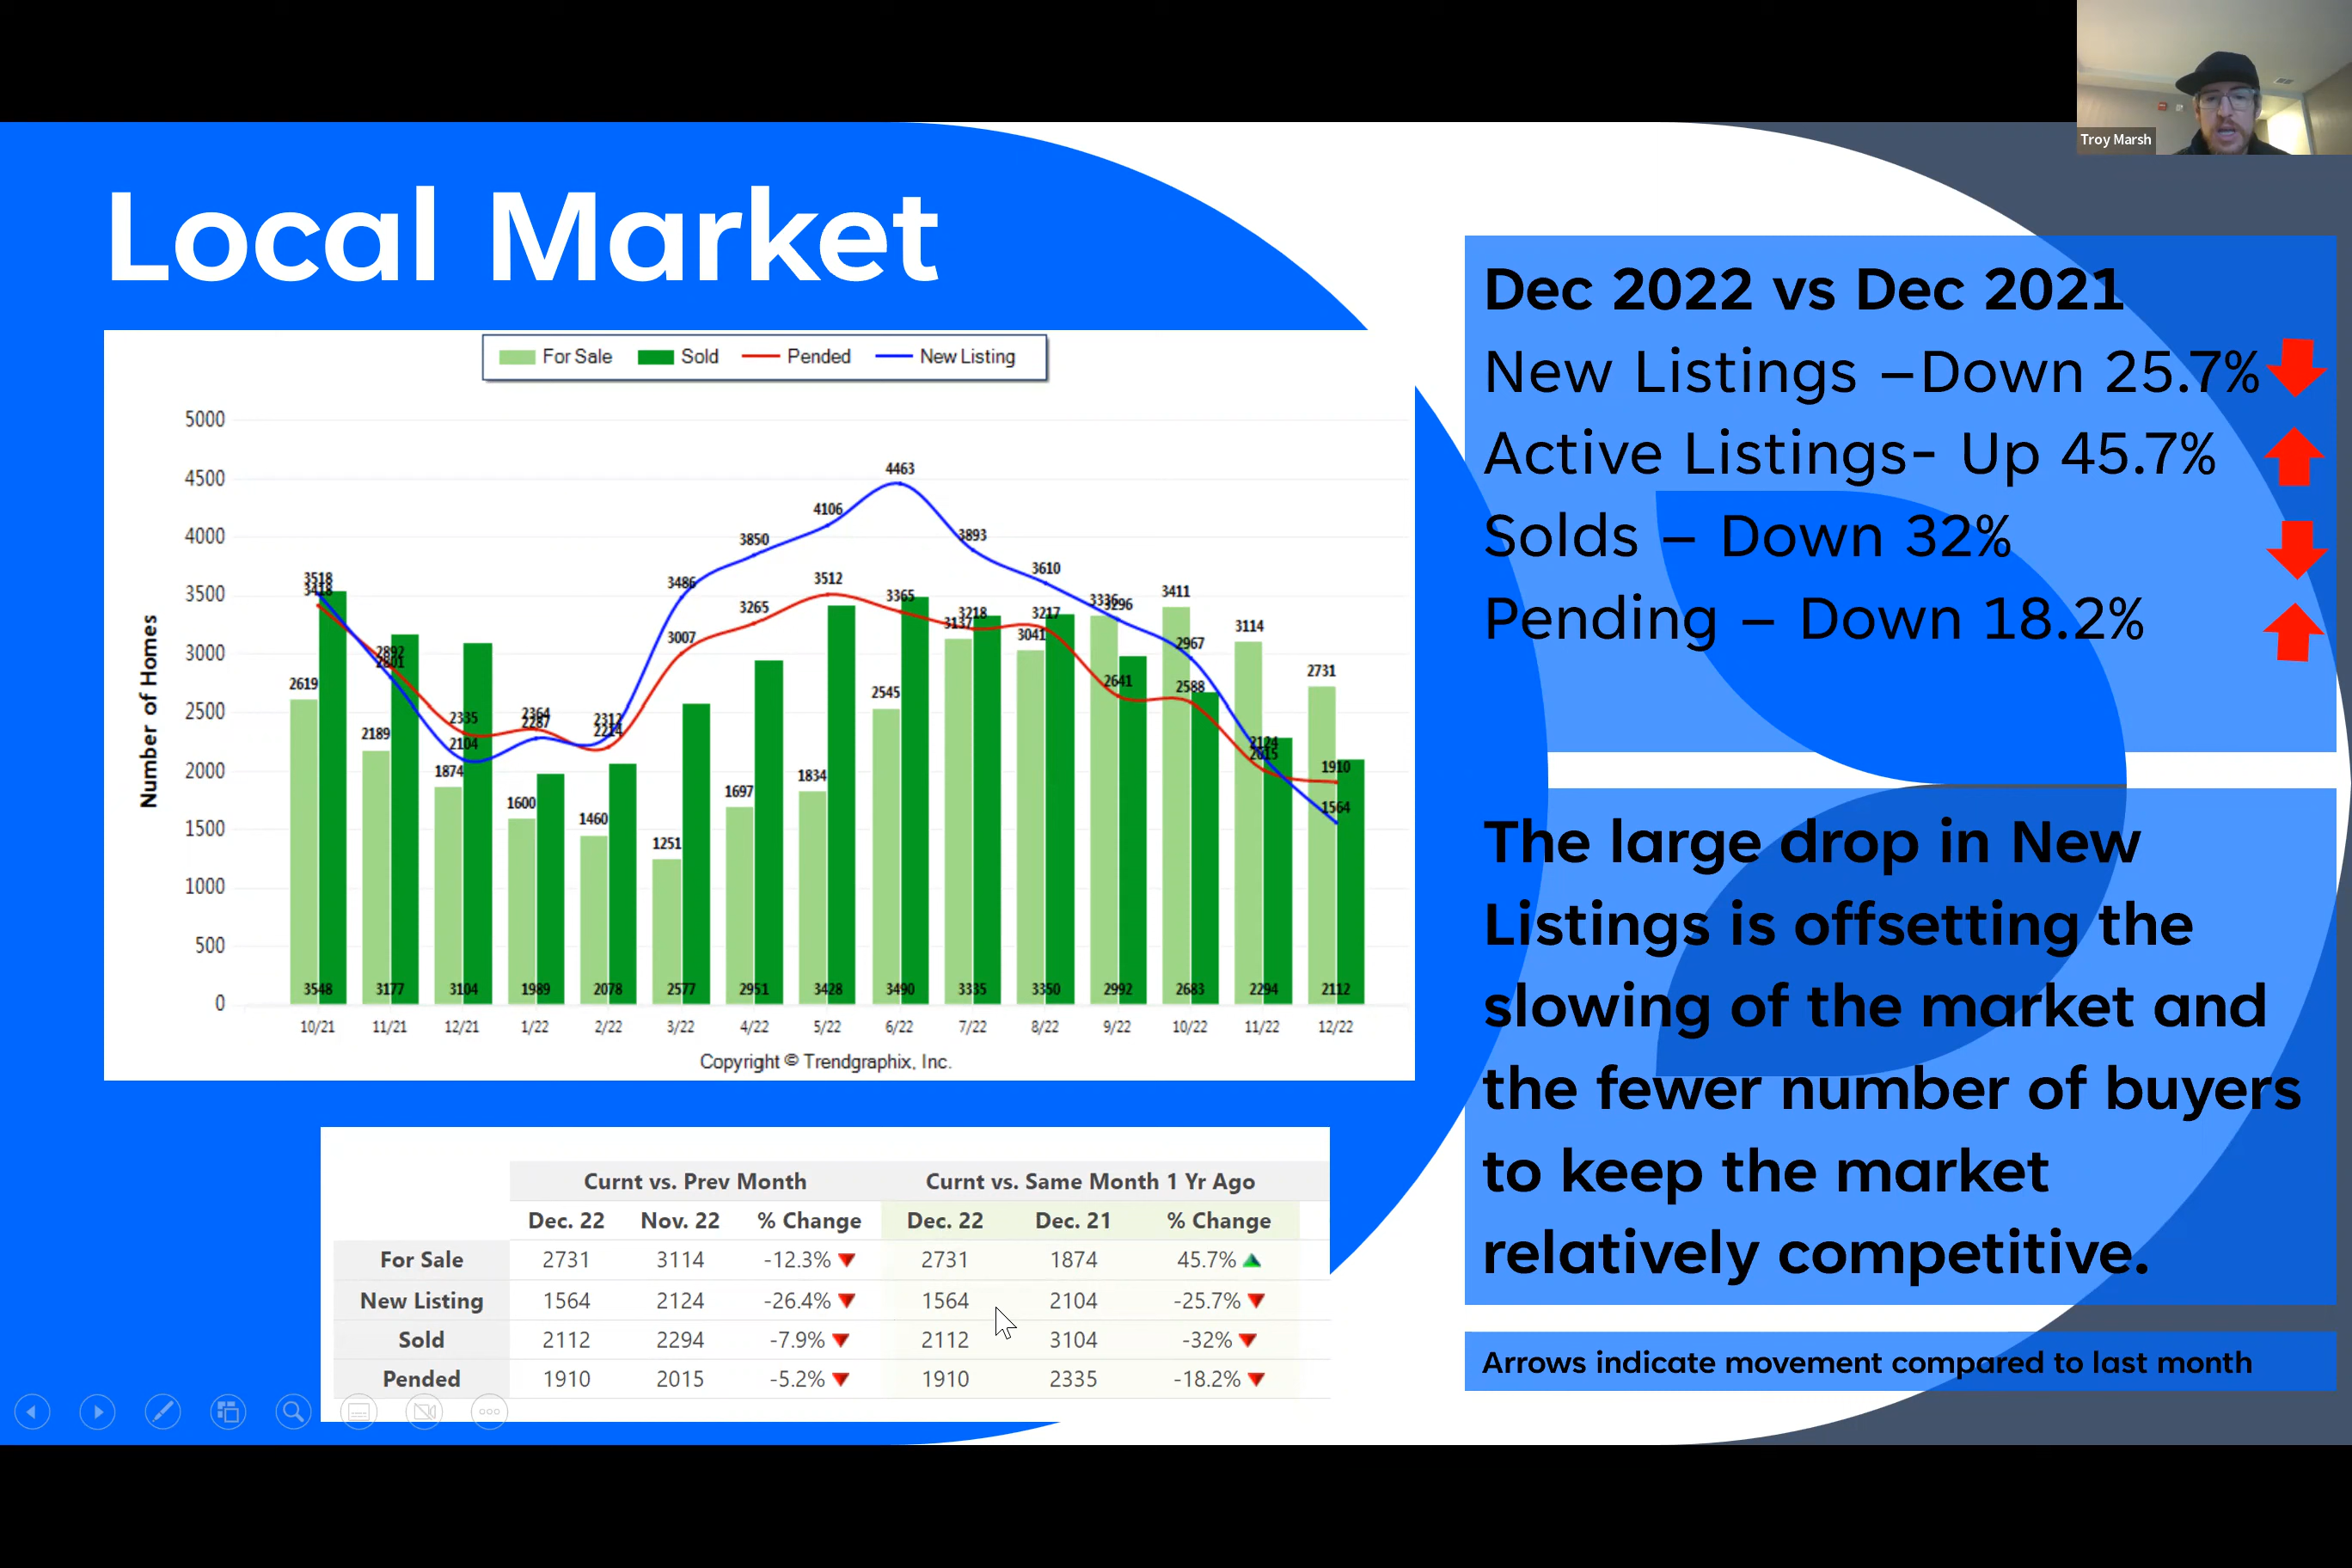 Troy Marsh
Local Market
For Sale Sold Pended New Listing
Number of Homes
5000
4500
4000
3500
3000
2500
2000
1500
1000
500
0
3518
3418
2619
2892
2801
2189
2335
2104
1874
2364
2287
1600
2312
2214
1460
3486
3007
1251
3850
3265
1697
4106
3512
1834
4463
3365
2545
3893
3218
3137
3610
3217
3041
3336
3296
2641
3411
2967
2588
3114
2124
2015
2731
1910
1564
3548 3177 3104 1989 2078 2577 2951 3428 3490 3335 3350 2992 2683 2294 2112
10/21 11/21 12/21 1/22 2/22 3/22 4/22 5/22 6/22 7/22 8/22 9/22 10/22 11/22 12/22
Copyright © Trendgraphix, Inc.
Curnt vs. Prev Month Curnt vs. Same Month 1 Yr Ago
Dec. 22 Nov. 22 % Change Dec. 22 Dec. 21 % Change
For Sale 2731 3114 -12.3% 2731 1874 45.7%
New Listing 1564 2124 -26.4% 1564 2104 -25.7%
Sold 2112 2294 -7.9% 2112 3104 -32%
Pended 1910 2015 -5.2% 1910 2335 -18.2%
Dec 2022 vs Dec 2021
New Listings –Down 25.7%
Active Listings- Up 45.7%
Solds – Down 32%
Pending – Down 18.2%
The large drop in New
Listings is offsetting the
slowing of the market and
the fewer number of buyers
to keep the market
relatively competitive.
Arrows indicate movement compared to last month